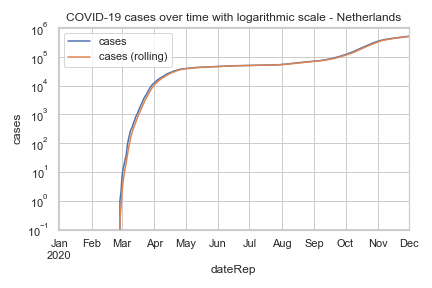 COVID-19 cases over time with logarithmic scale - Netherlands
10⁶
10⁵
10⁴
10³
10²
10¹
10⁰
10⁻¹
cases
cases
cases (rolling)
Jan Feb Mar Apr May Jun Jul Aug Sep Oct Nov Dec
2020
dateRep